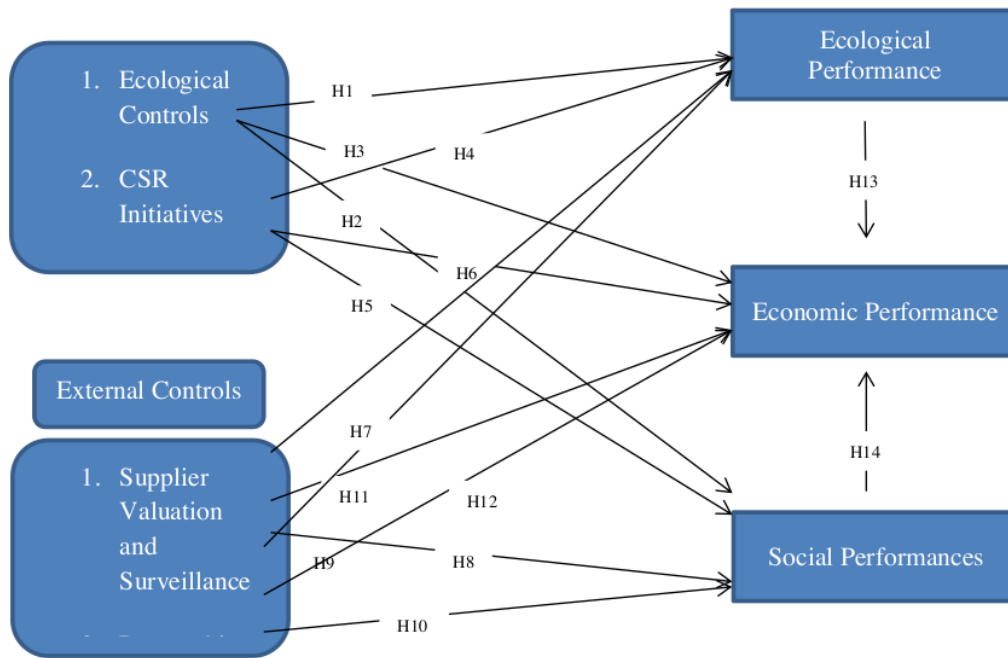 1. Ecological
Controls
2. CSR
Initiatives
External Controls
1. Supplier
Valuation
and
Surveillance
H1
H3
H4
H2
H6
H5
H7
H11
H12
H9
H8
H10
Ecological
Performance
H13
Economic Performance
H14
Social Performances